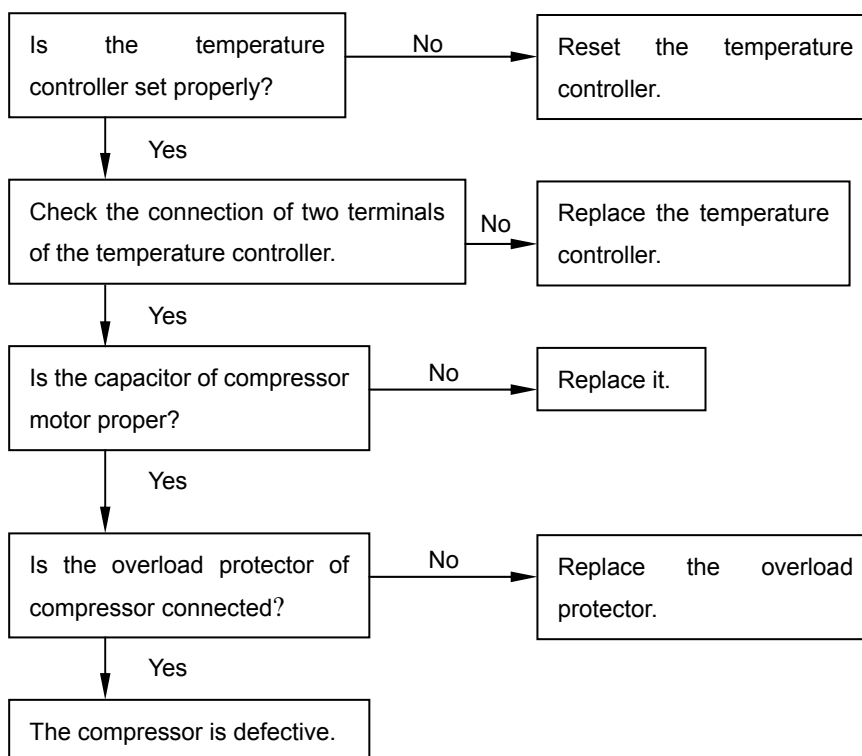 Is the temperature
controller set properly?
No
Reset the temperature
controller.
Yes
Check the connection of two terminals
of the temperature controller.
No
Replace the temperature
controller.
Yes
Is the capacitor of compressor
motor proper?
No
Replace it.
Yes
Is the overload protector of
compressor connected?
No
Replace the overload
protector.
Yes
The compressor is defective.